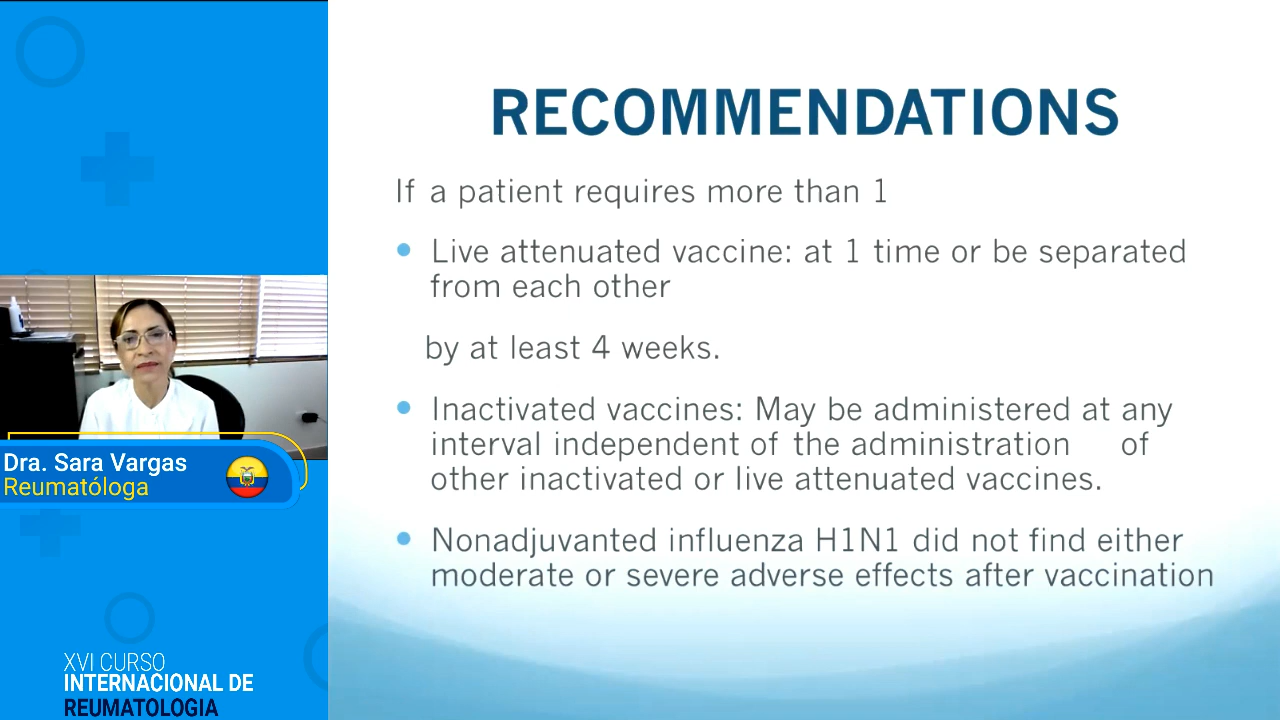 RECOMMENDATIONS
If a patient requires more than 1
Live attenuated vaccine: at 1 time or be separated
from each other
by at least 4 weeks.
Inactivated vaccines: May be administered at any
interval independent of the administration of
other inactivated or live attenuated vaccines.
Nonadjuvanted influenza H1N1 did not find either
moderate or severe adverse effects after vaccination
Dra. Sara Vargas
Reumatóloga
XVI CURSO
INTERNACIONAL DE
REUMATOLOGIA